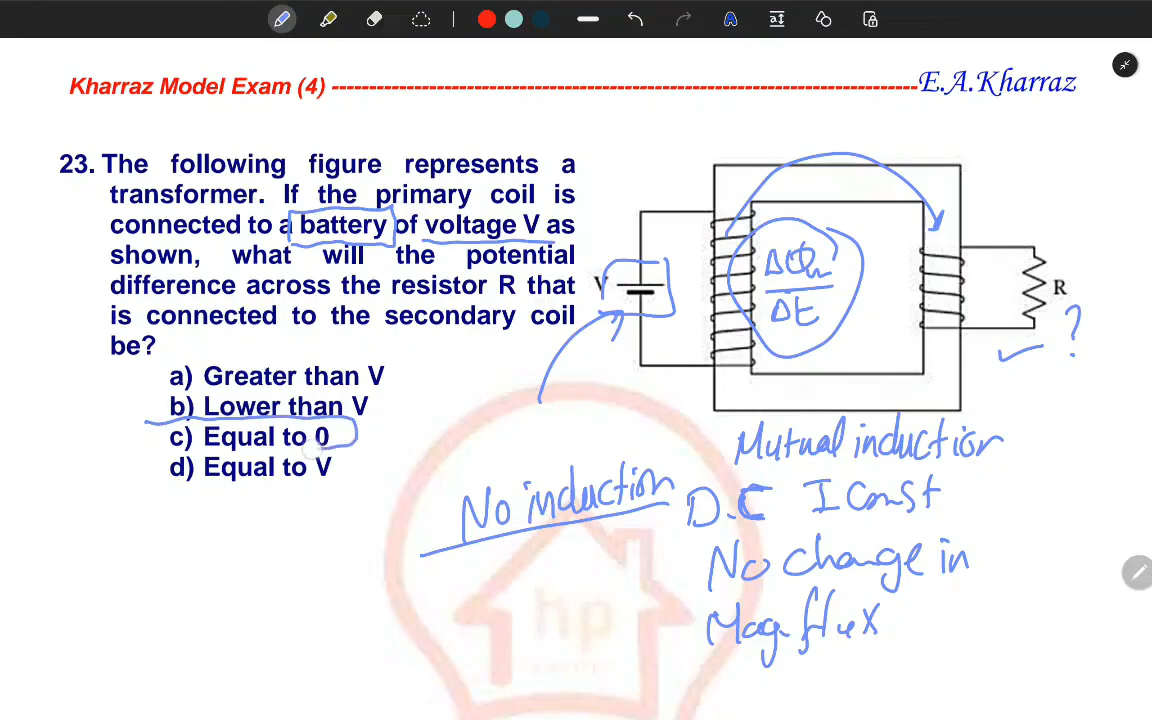 Kharraz Model Exam (4) ----------------------------------------------------------------------------------E.A.Kharraz
23. The following figure represents a
transformer. If the primary coil is
connected to a battery of voltage V as
shown, what will the potential
difference across the resistor R that
is connected to the secondary coil
be?
a) Greater than V
b) Lower than V
c) Equal to 0
d) Equal to V
V
R
Δϕm
Δt
?
Mutual induction
No induction
D.C I Const
No change in
Mag flux
hp